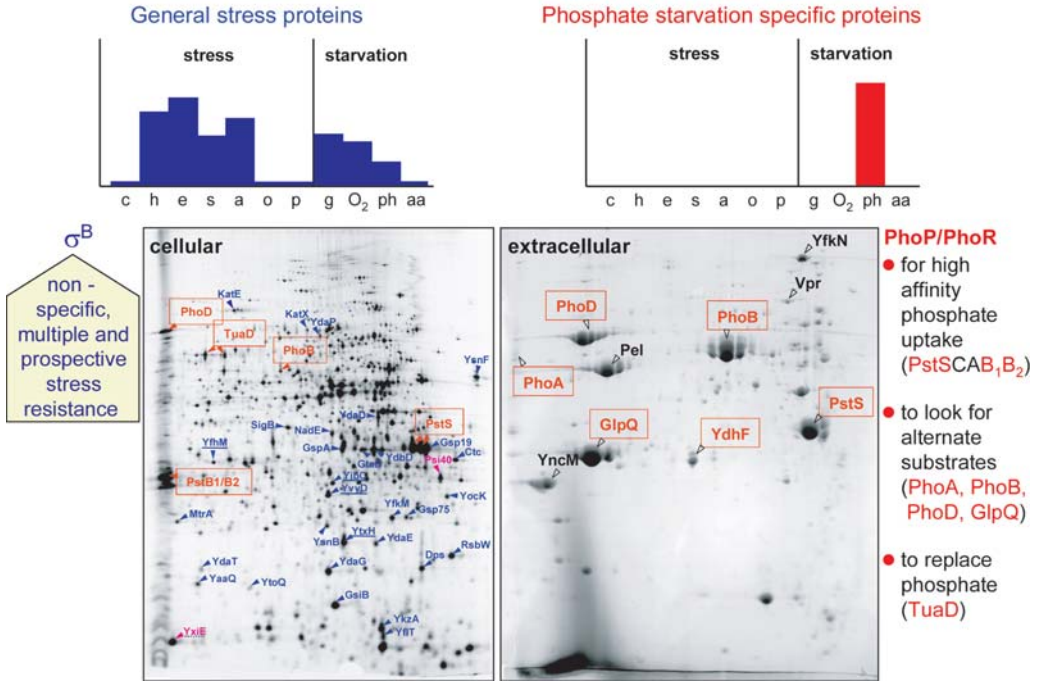 General stress proteins
stress
starvation
c h e s a o p g O₂ ph aa
Phosphate starvation specific proteins
stress
starvation
c h e s a o p g O₂ ph aa
σᴮ
non -
specific,
multiple and
prospective
stress
resistance
cellular
KatE
PhoD
KatX
YdaP
TuaD
PhoB
YsnF
YdaD
PstS
SigB
NadE
Gsp19
YfhM
GspA
YdbD
Ctc
GtaB
Psi40
PstB1/B2
YvyD
YocK
MtrA
YfkM
Gsp75
YsnB
YtxH
YdaE
RsbW
Dps
YdaT
YdaG
YaaQ
YtoQ
GsiB
YkzA
YflT
YxiE
extracellular
YfkN
Vpr
PhoD
PhoB
Pel
PhoA
PstS
GlpQ
YdhF
YncM
PhoP/PhoR
● for high
affinity
phosphate
uptake
(PstSCAB₁B₂)
● to look for
alternate
substrates
(PhoA, PhoB,
PhoD, GlpQ)
● to replace
phosphate
(TuaD)